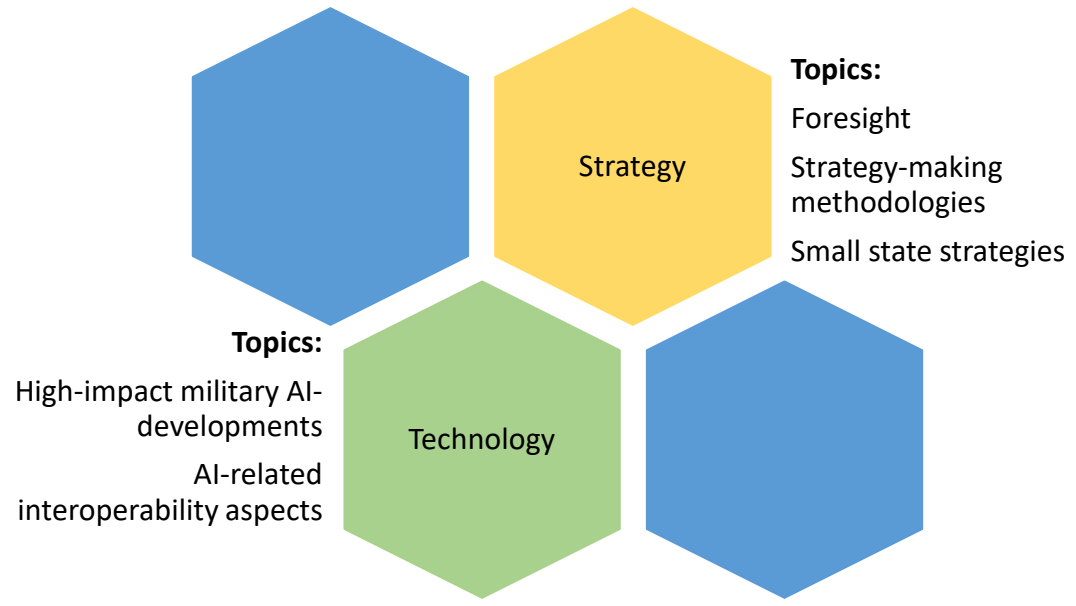 Strategy
Topics:
Foresight
Strategy-making
methodologies
Small state strategies
Topics:
High-impact military AI-
developments
AI-related
interoperability aspects
Technology